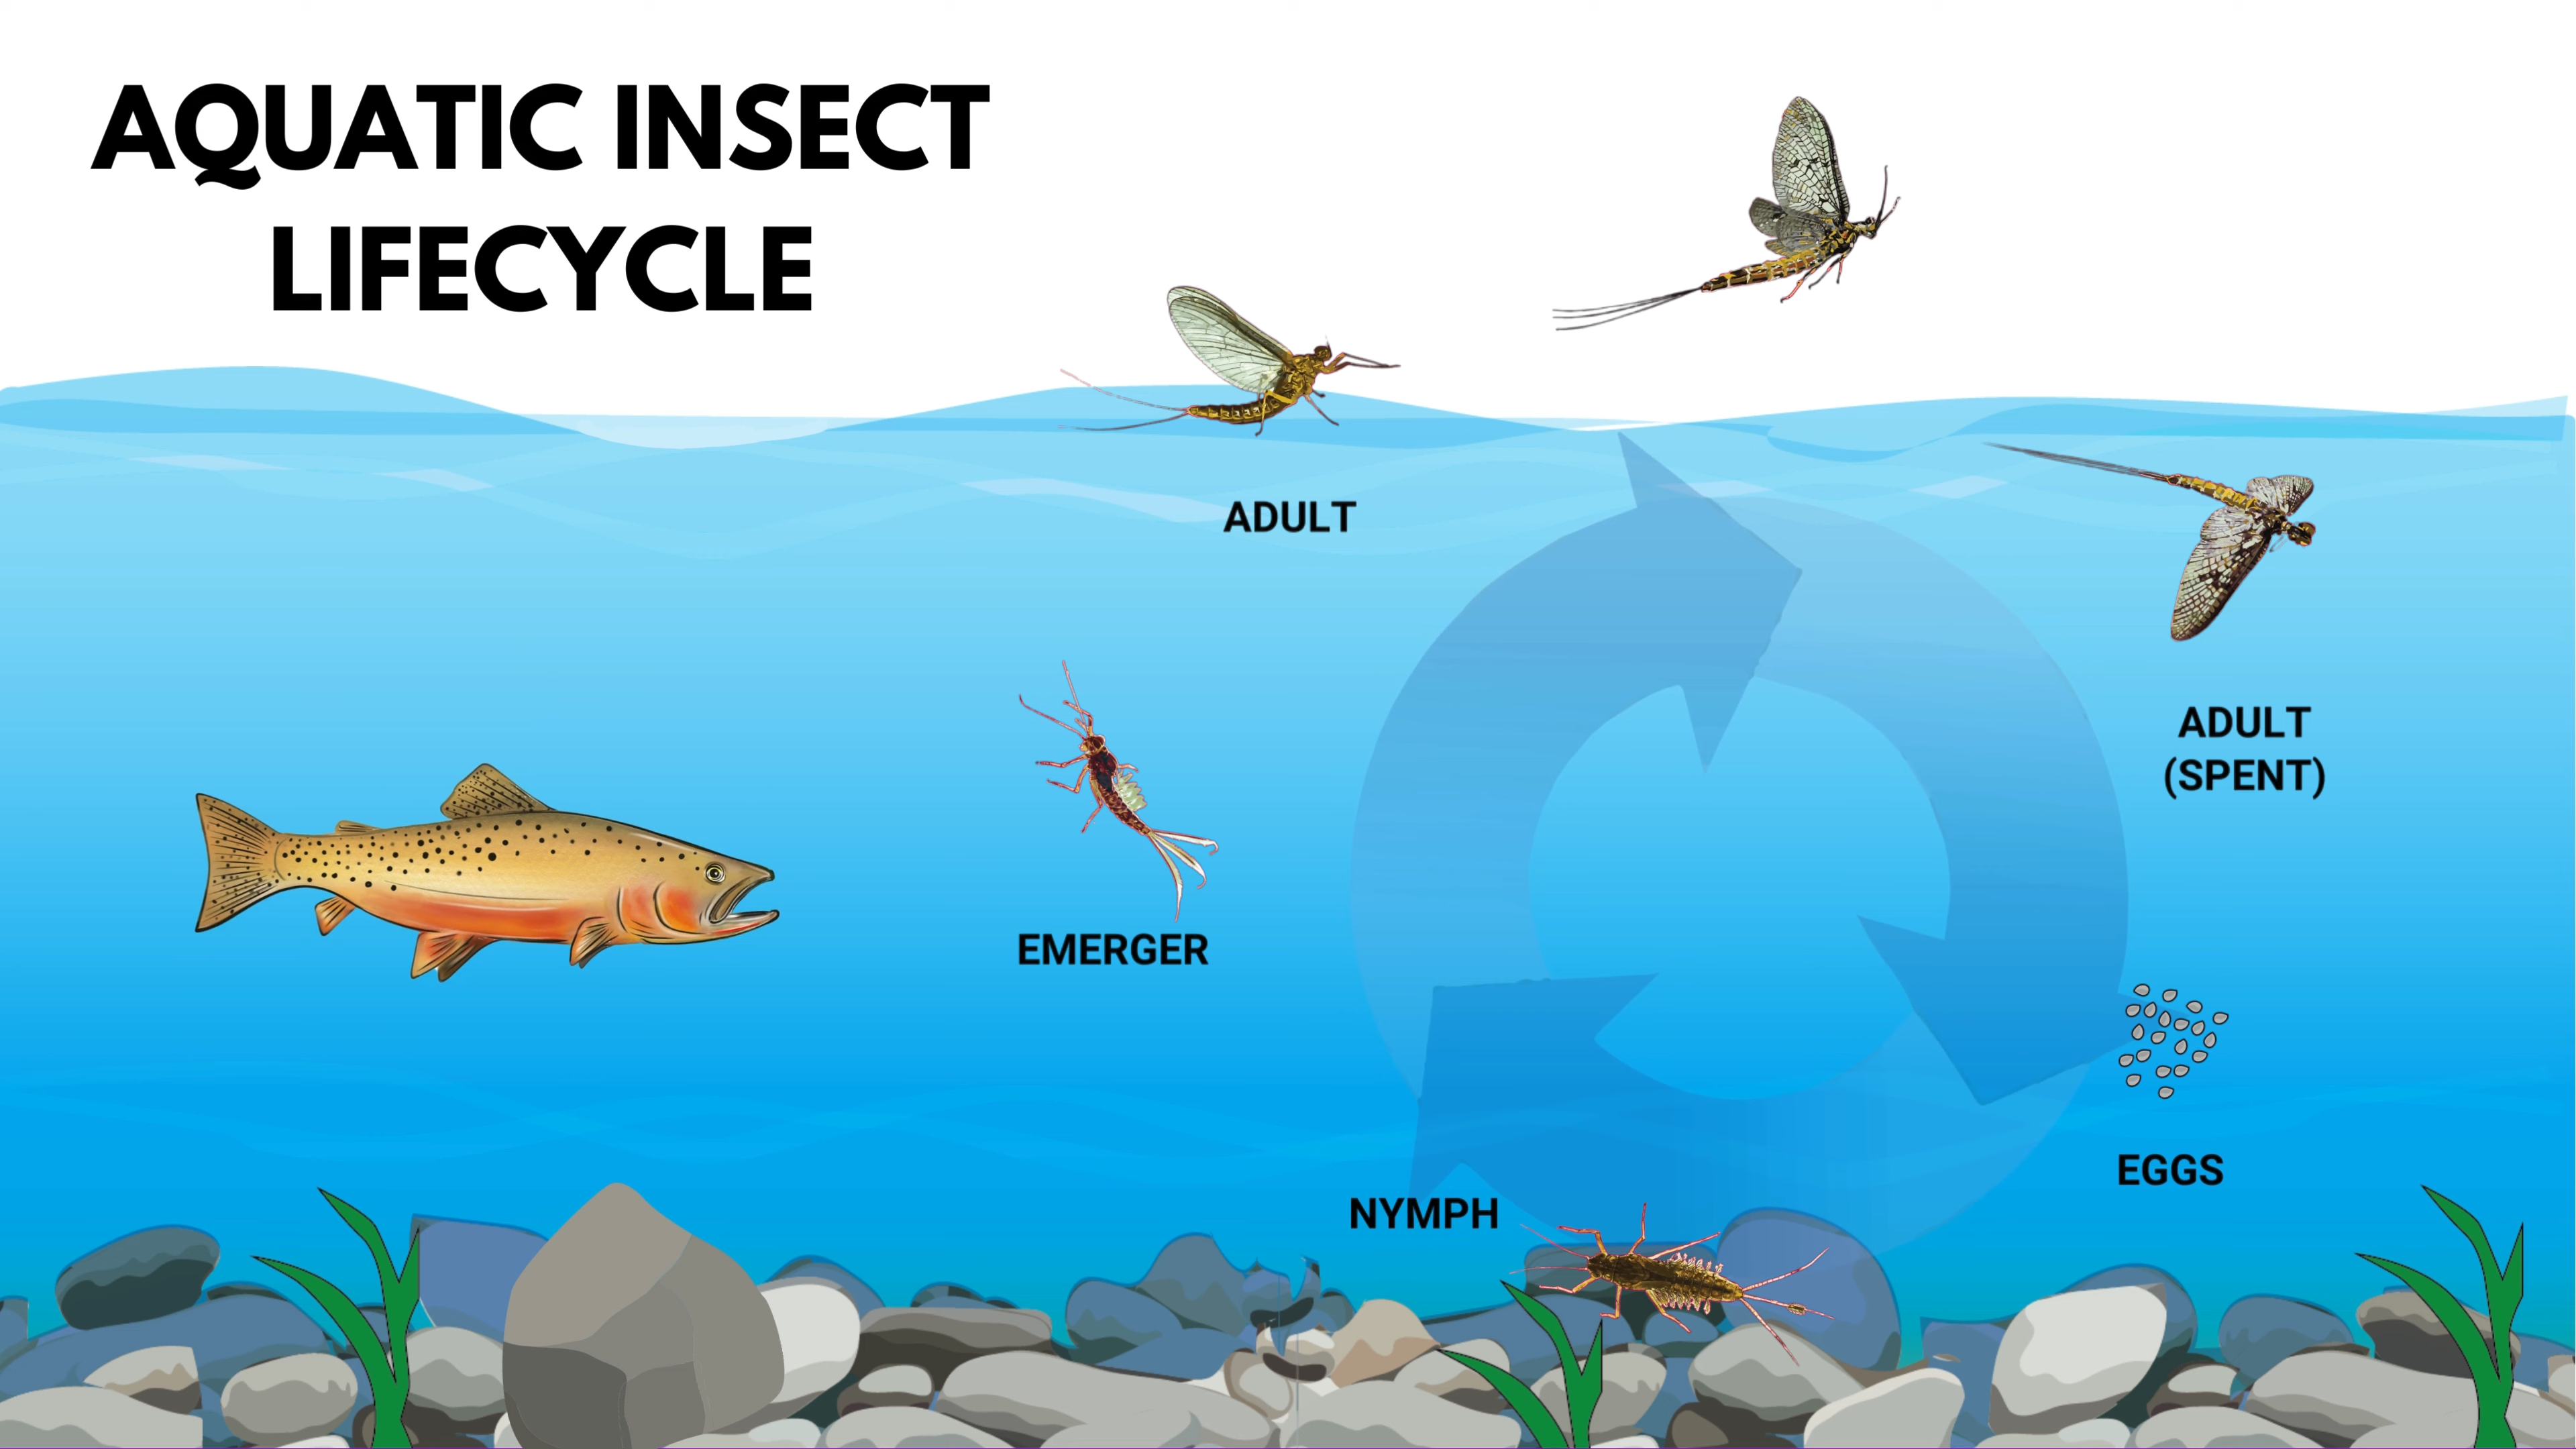 AQUATIC INSECT
LIFECYCLE
ADULT
ADULT
(SPENT)
EMERGER
EGGS
NYMPH